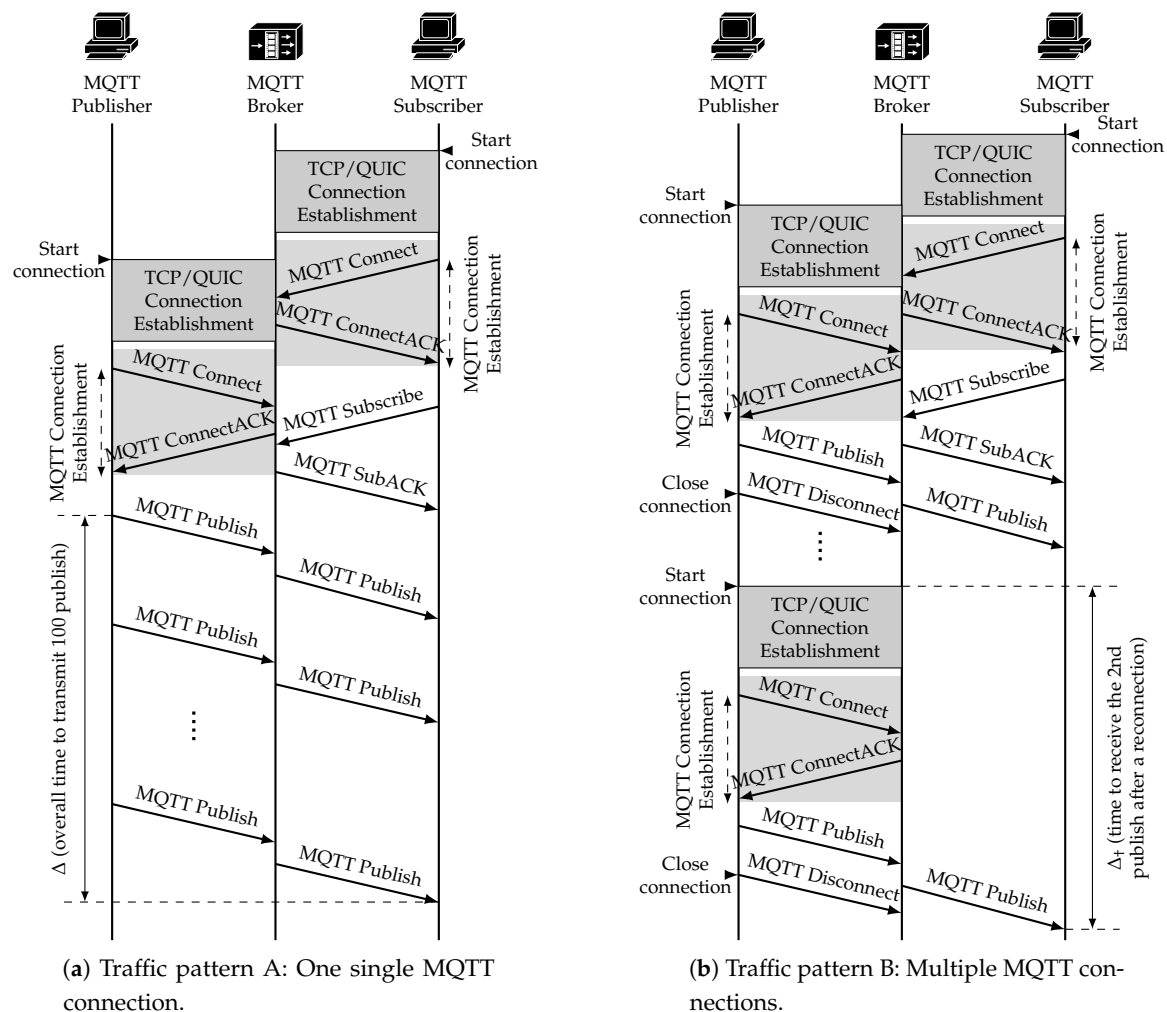 MQTT
Publisher
MQTT
Broker
MQTT
Subscriber
Start
connection
TCP/QUIC
Connection
Establishment
Start
connection
TCP/QUIC
Connection
Establishment
MQTT Connect
MQTT ConnectACK
MQTT Connection
Establishment
MQTT Connect
MQTT ConnectACK
MQTT Connection
Establishment
MQTT Subscribe
MQTT SubACK
MQTT Publish
MQTT Publish
MQTT Publish
MQTT Publish
MQTT Publish
MQTT Publish
Δ (overall time to transmit 100 publish)
(a) Traffic pattern A: One single MQTT
connection.
MQTT
Publisher
MQTT
Broker
MQTT
Subscriber
Start
connection
TCP/QUIC
Connection
Establishment
Start
connection
TCP/QUIC
Connection
Establishment
MQTT Connect
MQTT ConnectACK
MQTT Connection
Establishment
MQTT Connect
MQTT ConnectACK
MQTT Connection
Establishment
MQTT Subscribe
MQTT SubACK
MQTT Publish
Close
connection
MQTT Disconnect
MQTT Publish
Start
connection
TCP/QUIC
Connection
Establishment
MQTT Connect
MQTT ConnectACK
MQTT Connection
Establishment
MQTT Publish
Close
connection
MQTT Disconnect
MQTT Publish
Δ† (time to receive the 2nd
publish after a reconnection)
(b) Traffic pattern B: Multiple MQTT con-
nections.